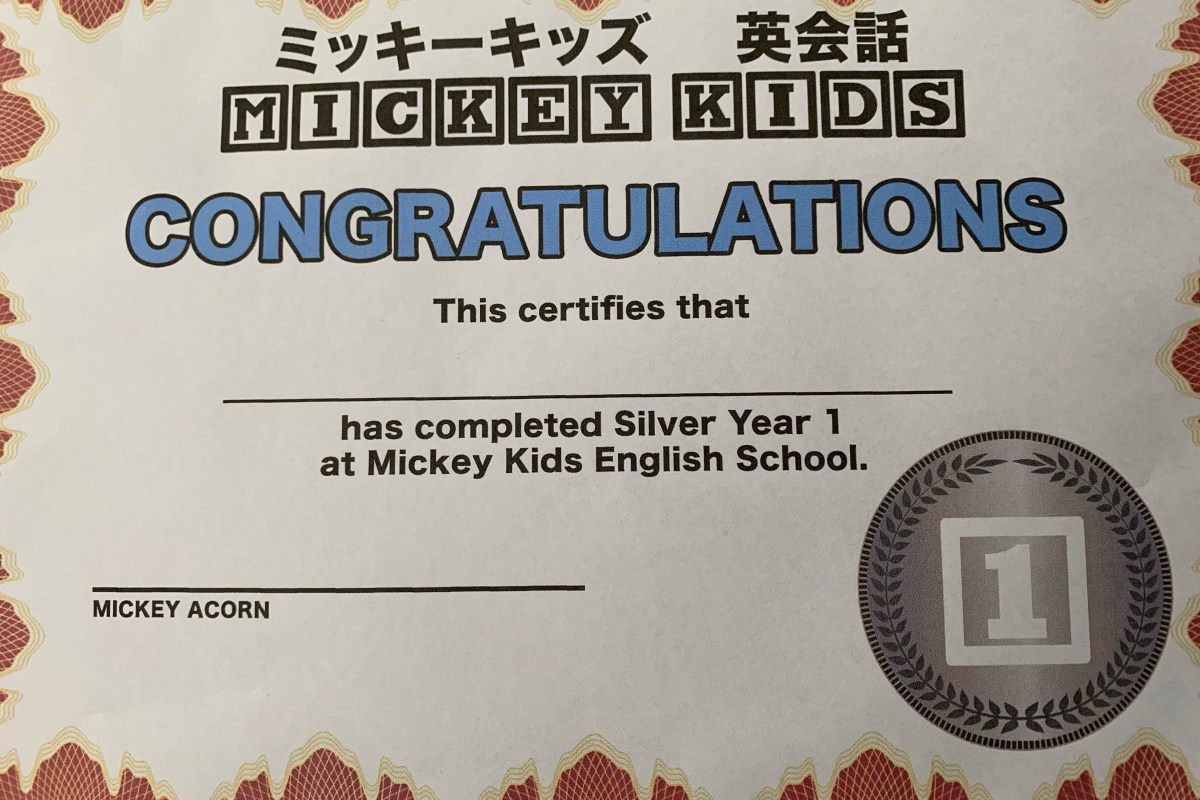 ミッキーキッズ 英会話
MICKEY KIDS
CONGRATULATIONS
This certifies that
has completed Silver Year 1
at Mickey Kids English School.
1
MICKEY ACORN